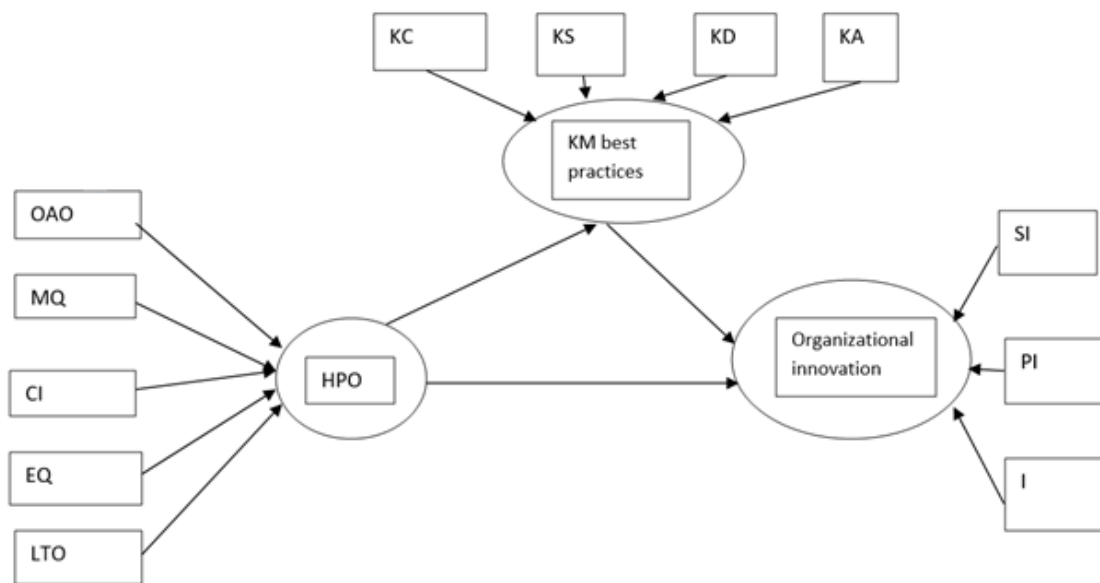 KC
KS
KD
KA
KM best
practices
OAO
MQ
CI
EQ
LTO
HPO
Organizational
innovation
SI
PI
I